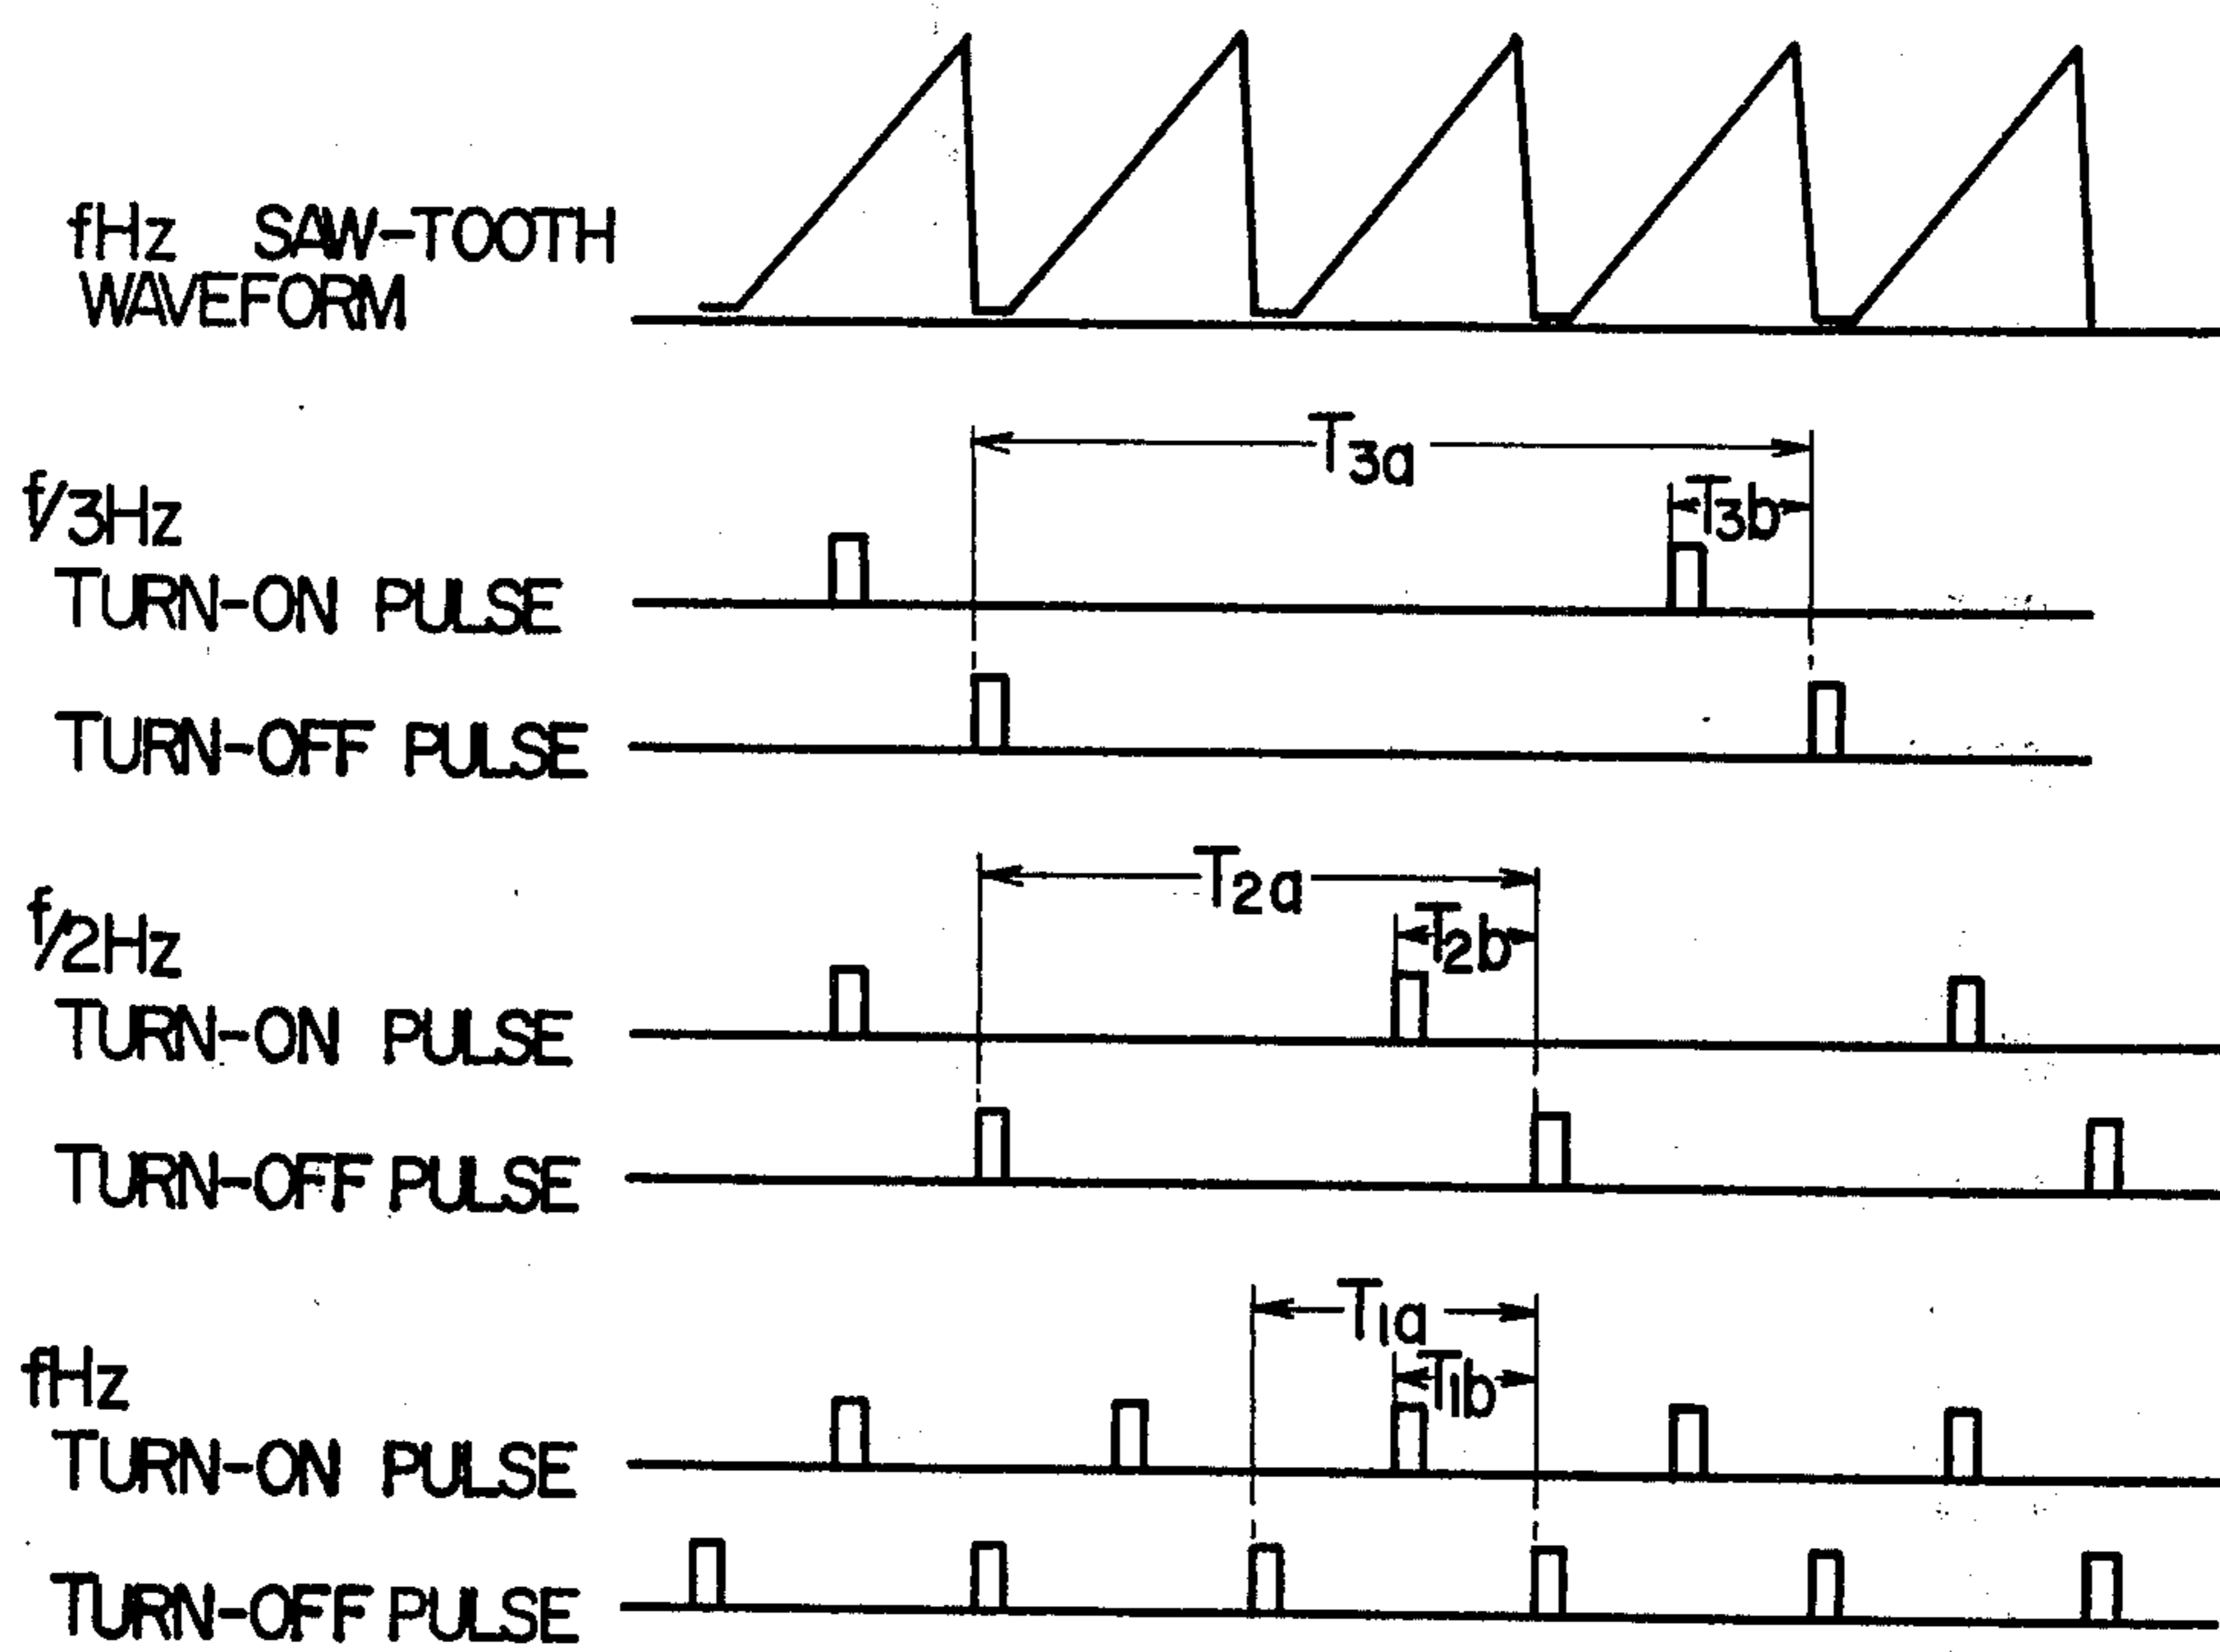 fHz SAW-TOOTH
WAVEFORM
T3a
T3b
f/3Hz
TURN-ON PULSE
TURN-OFF PULSE
T2a
T2b
f/2Hz
TURN-ON PULSE
TURN-OFF PULSE
T1a
T1b
fHz
TURN-ON PULSE
TURN-OFF PULSE